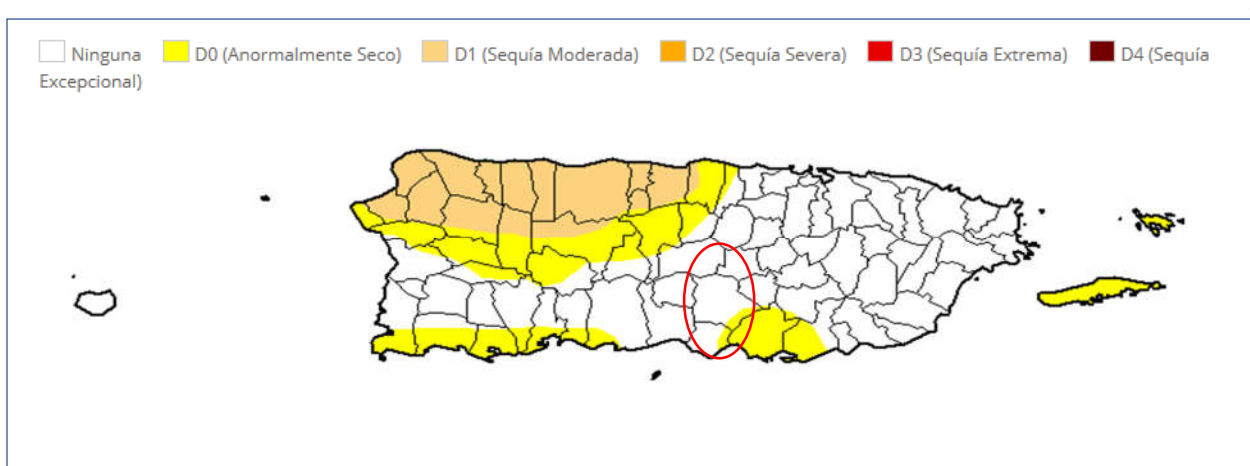 Ninguna D0 (Anormalmente Seco) D1 (Sequía Moderada) D2 (Sequía Severa) D3 (Sequía Extrema) D4 (Sequía
Excepcional)